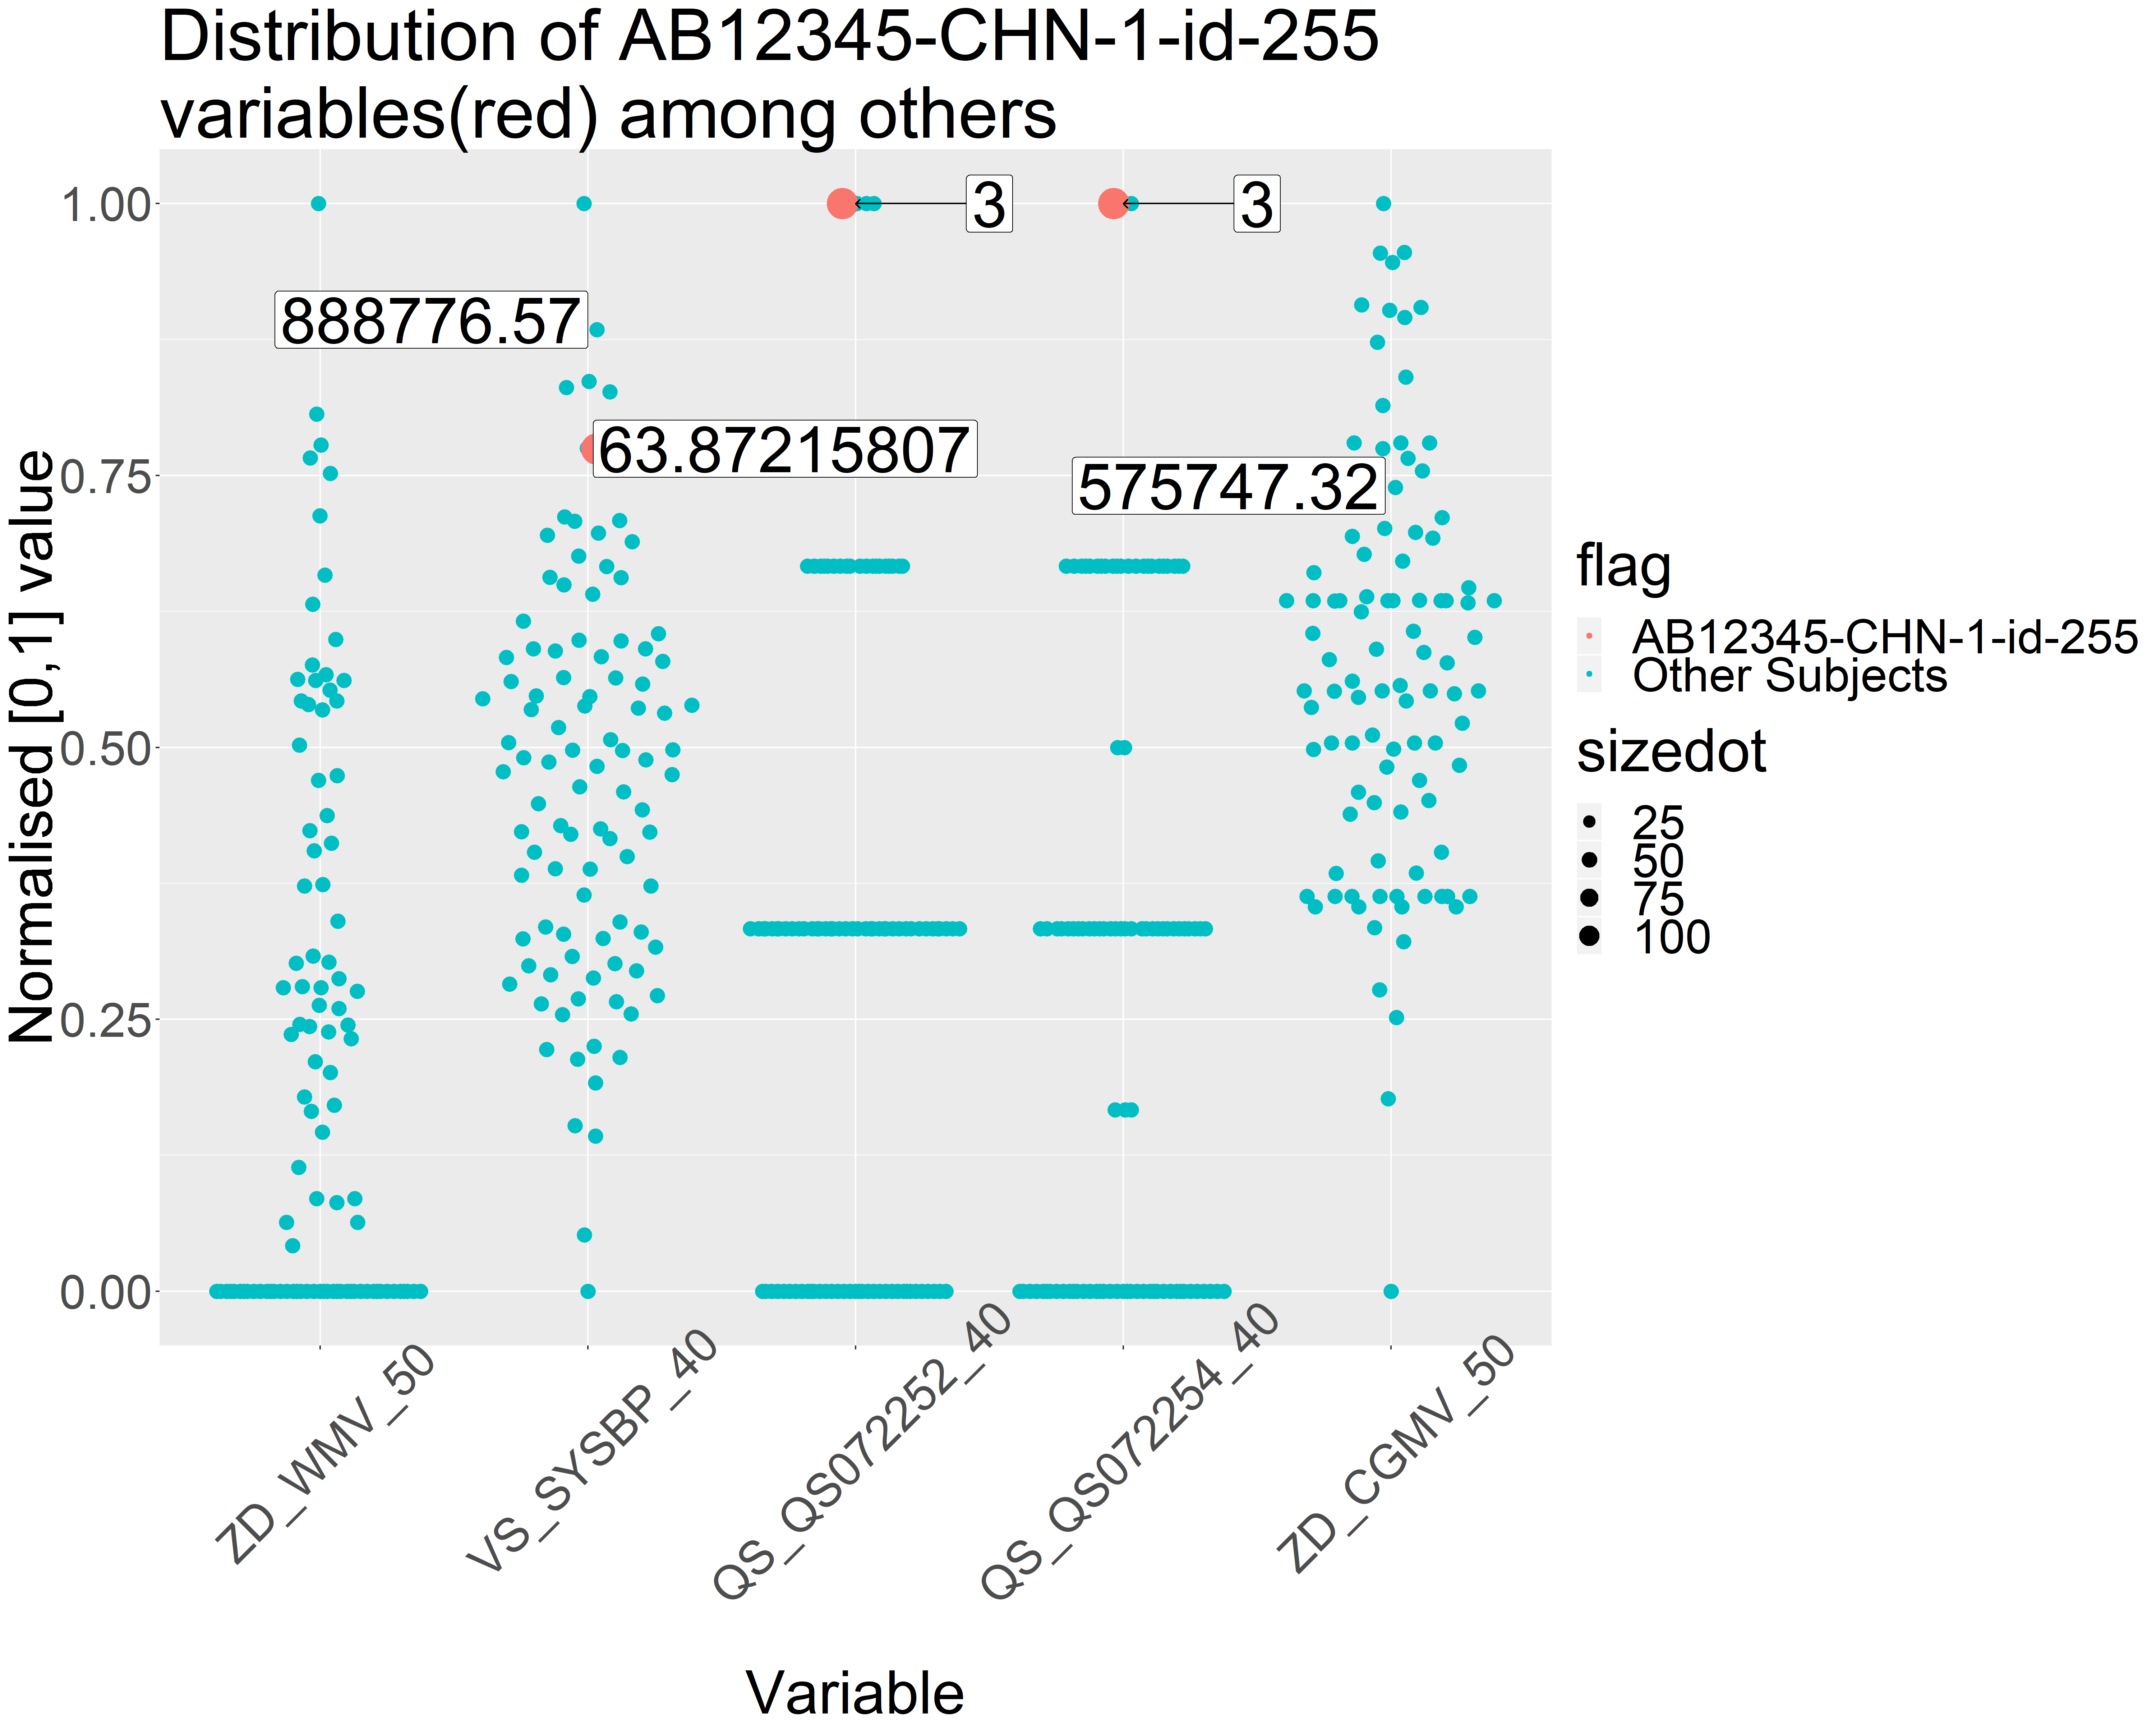 Distribution of AB12345-CHN-1-id-255
variables(red) among others
Normalised [0,1] value
1.00
0.75
0.50
0.25
0.00
3
3
888776.57
63.87215807
575747.32
ZD_WMV_50
VS_SYSBP_40
QS_QS072252_40
QS_QS072254_40
ZD_CGMV_50
Variable
flag
AB12345-CHN-1-id-255
Other Subjects
sizedot
25
50
75
100